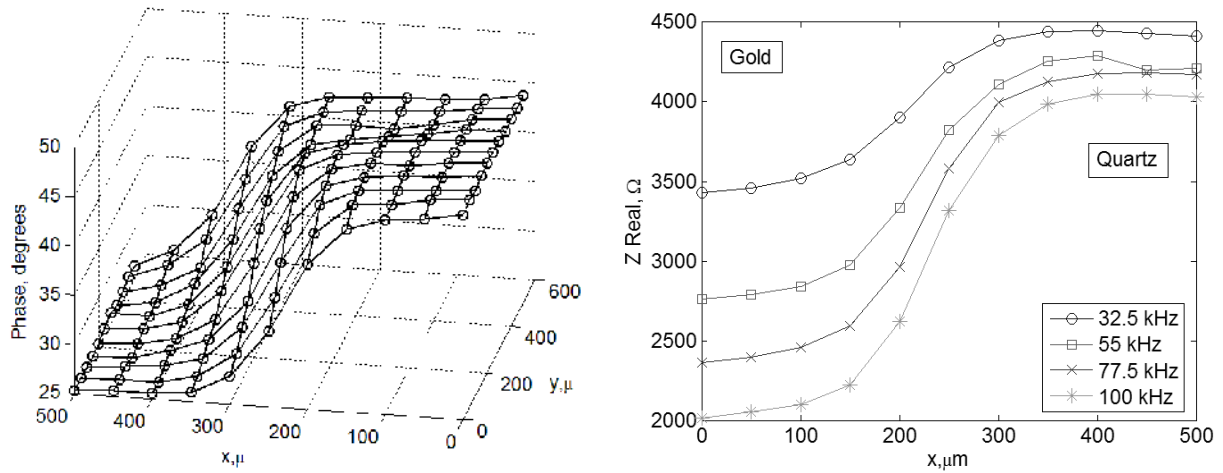 50
45
40
35
30
25
Phase, degrees
500
400
300
200
100
0
x,μ
0
200
400
600
y,μ
4500
4000
3500
3000
2500
2000
Z Real, Ω
Gold
Quartz
32.5 kHz
55 kHz
77.5 kHz
100 kHz
0
100
200
300
400
500
x,μm